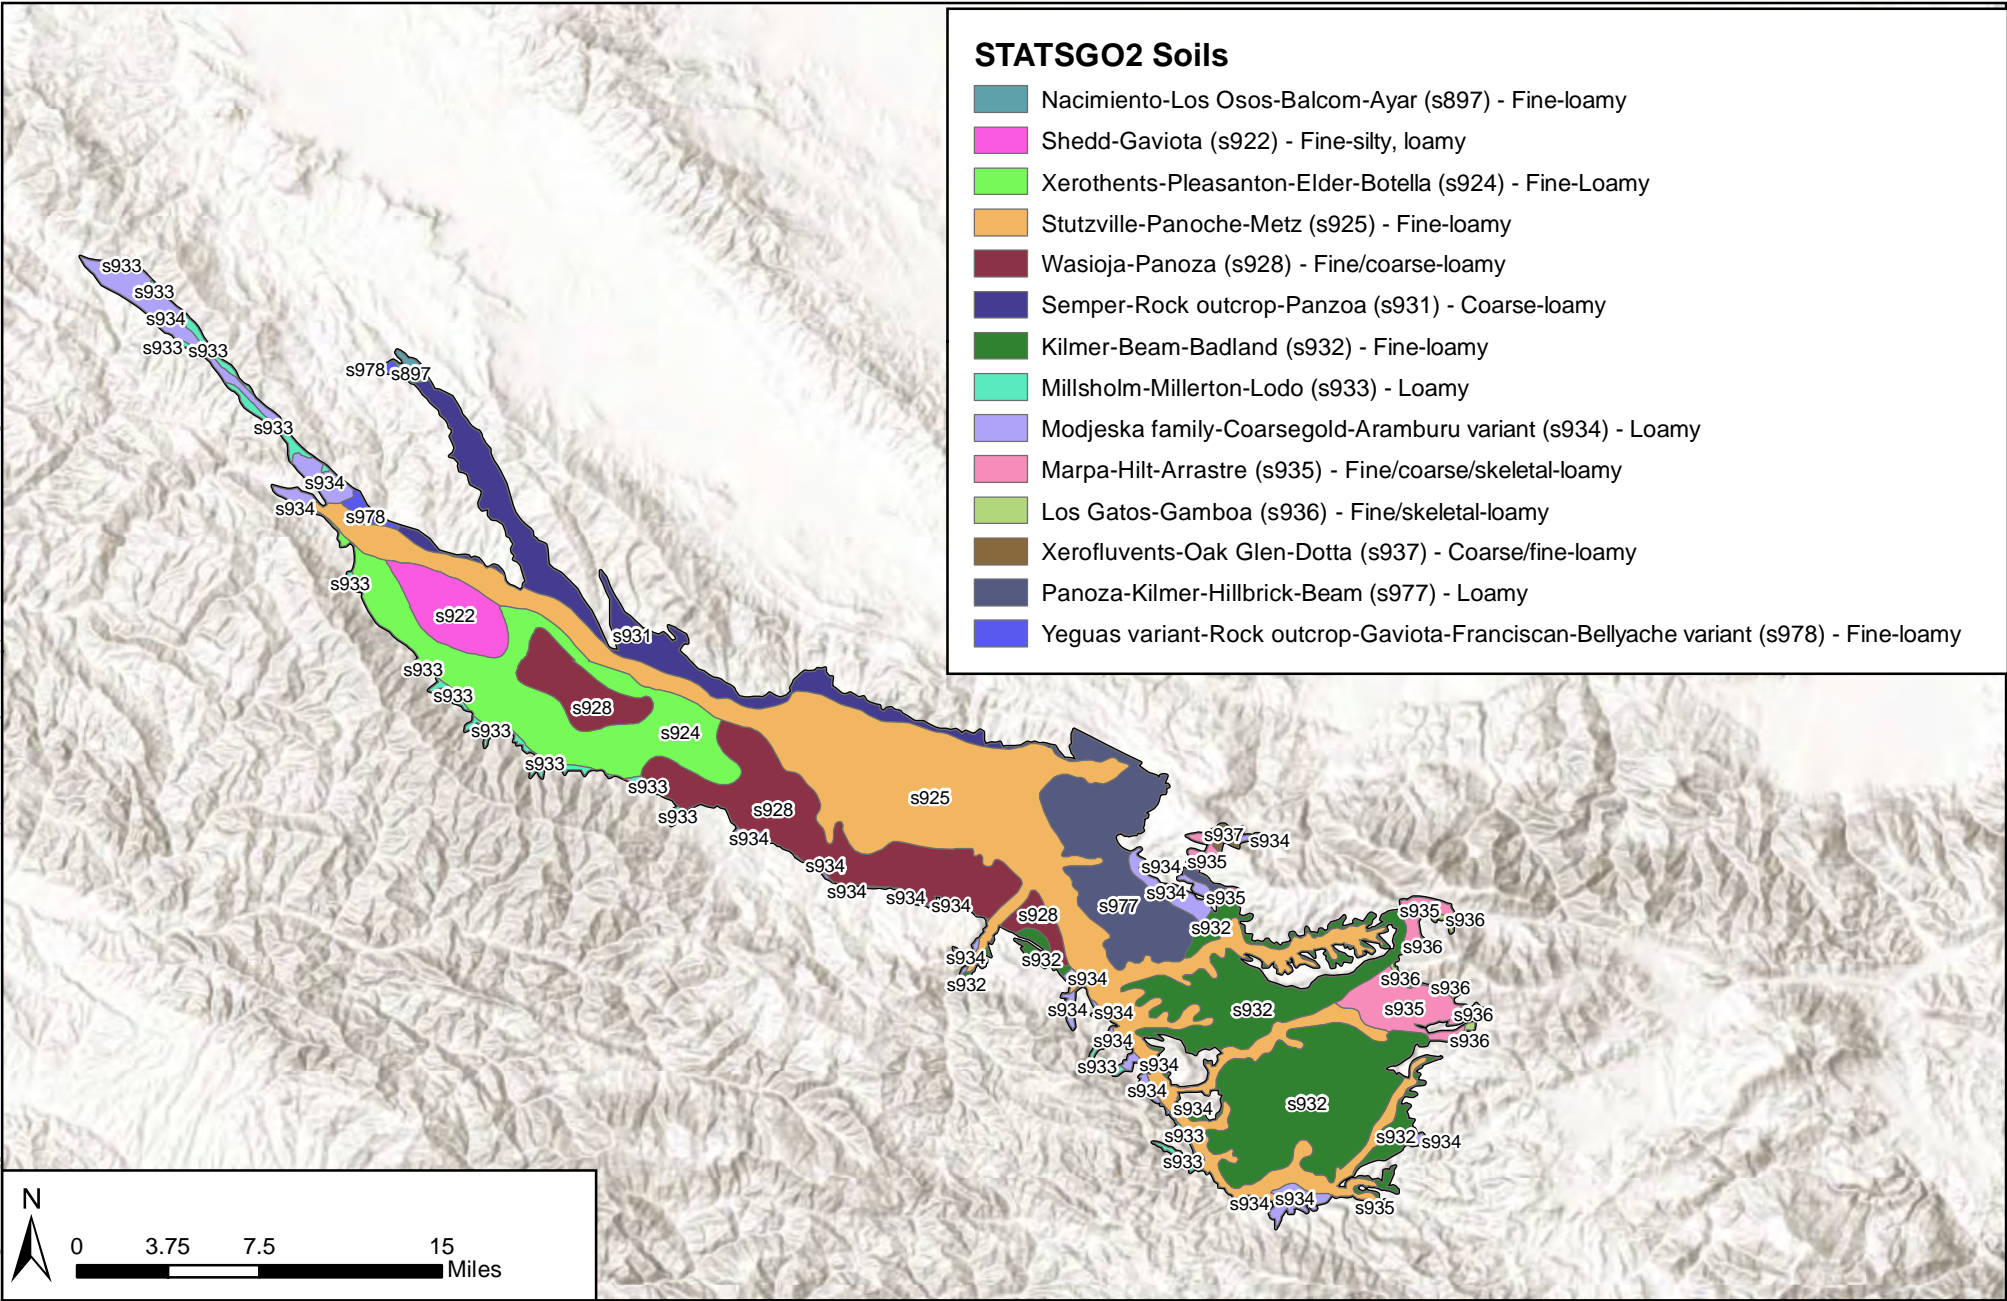 STATSGO2 Soils
Nacimiento-Los Osos-Balcom-Ayar (s897) - Fine-loamy
Shedd-Gaviota (s922) - Fine-silty, loamy
Xerothents-Pleasanton-Elder-Botella (s924) - Fine-Loamy
Stutzville-Panoche-Metz (s925) - Fine-loamy
Wasioja-Panoza (s928) - Fine/coarse-loamy
Semper-Rock outcrop-Panzoa (s931) - Coarse-loamy
Kilmer-Beam-Badland (s932) - Fine-loamy
Millsholm-Millerton-Lodo (s933) - Loamy
Modjeska family-Coarsegold-Aramburu variant (s934) - Loamy
Marpa-Hilt-Arrastre (s935) - Fine/coarse/skeletal-loamy
Los Gatos-Gamboa (s936) - Fine/skeletal-loamy
Xerofluvents-Oak Glen-Dotta (s937) - Coarse/fine-loamy
Panoza-Kilmer-Hillbrick-Beam (s977) - Loamy
Yeguas variant-Rock outcrop-Gaviota-Franciscan-Bellyache variant (s978) - Fine-loamy
s933
s933
s934
s933 s933
s978 s897
s933
s934
s934
s978
s933
s922
s931
s933
s933
s928
s933 s924
s933
s933
s925
s928
s933
s934
s937 s934
s935
s934
s934
s934
s934
s935
s934 s934
s977
s928
s935
s936
s932
s936
s934
s932
s934
s936
s932
s936
s934 s934
s932
s935
s936
s934
s936
s933
s934
s934
s932
s934
s933
s932 s934
s933
s934 s934
s935
N
0 3.75 7.5 15
Miles